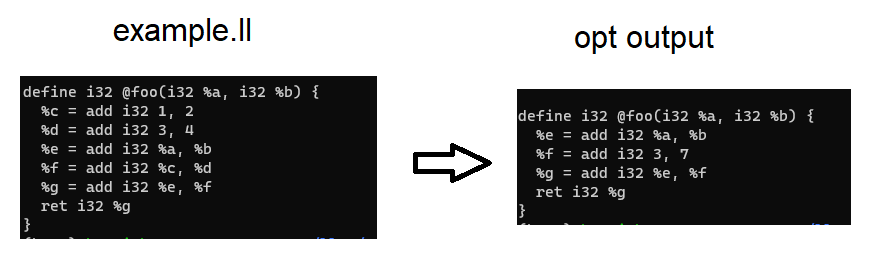 example.ll
define i32 @foo(i32 %a, i32 %b) {
  %c = add i32 1, 2
  %d = add i32 3, 4
  %e = add i32 %a, %b
  %f = add i32 %c, %d
  %g = add i32 %e, %f
  ret i32 %g
}
opt output
define i32 @foo(i32 %a, i32 %b) {
  %e = add i32 %a, %b
  %f = add i32 3, 7
  %g = add i32 %e, %f
  ret i32 %g
}